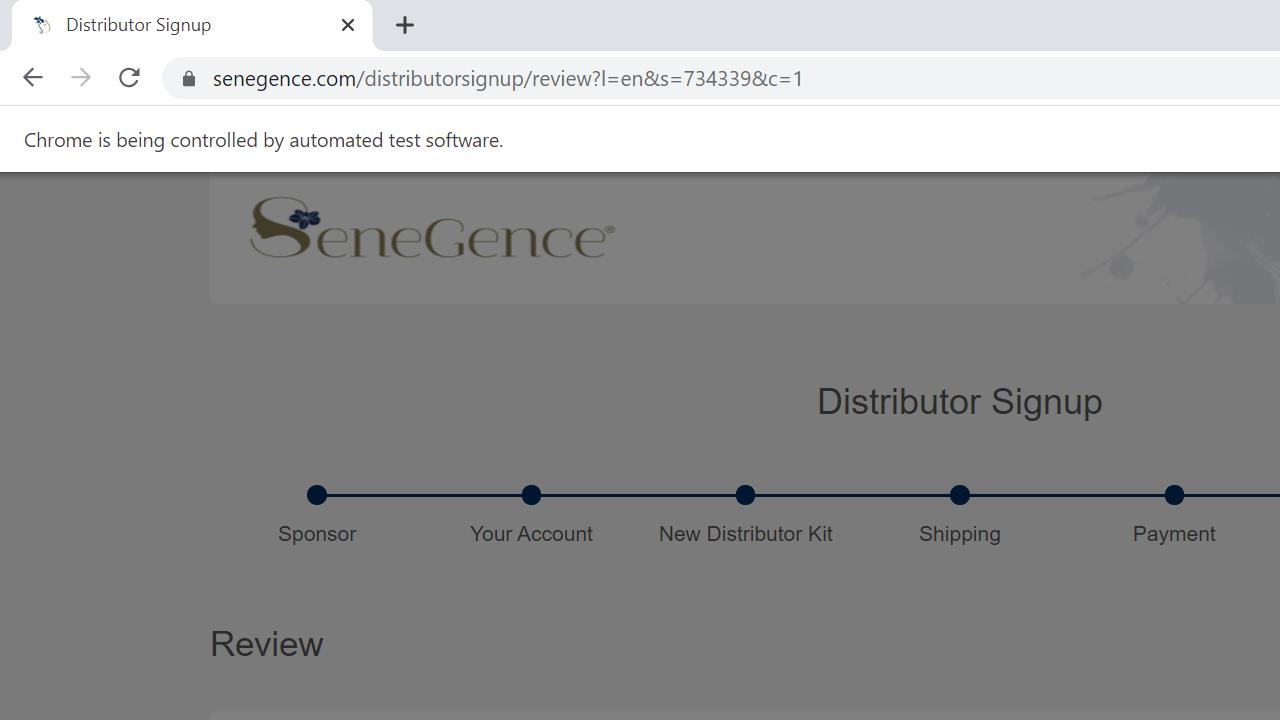 Distributor Signup
senegence.com/distributorsignup/review?l=en&s=734339&c=1
Chrome is being controlled by automated test software.
SeneGence®
Distributor Signup
Sponsor
Your Account
New Distributor Kit
Shipping
Payment
Review